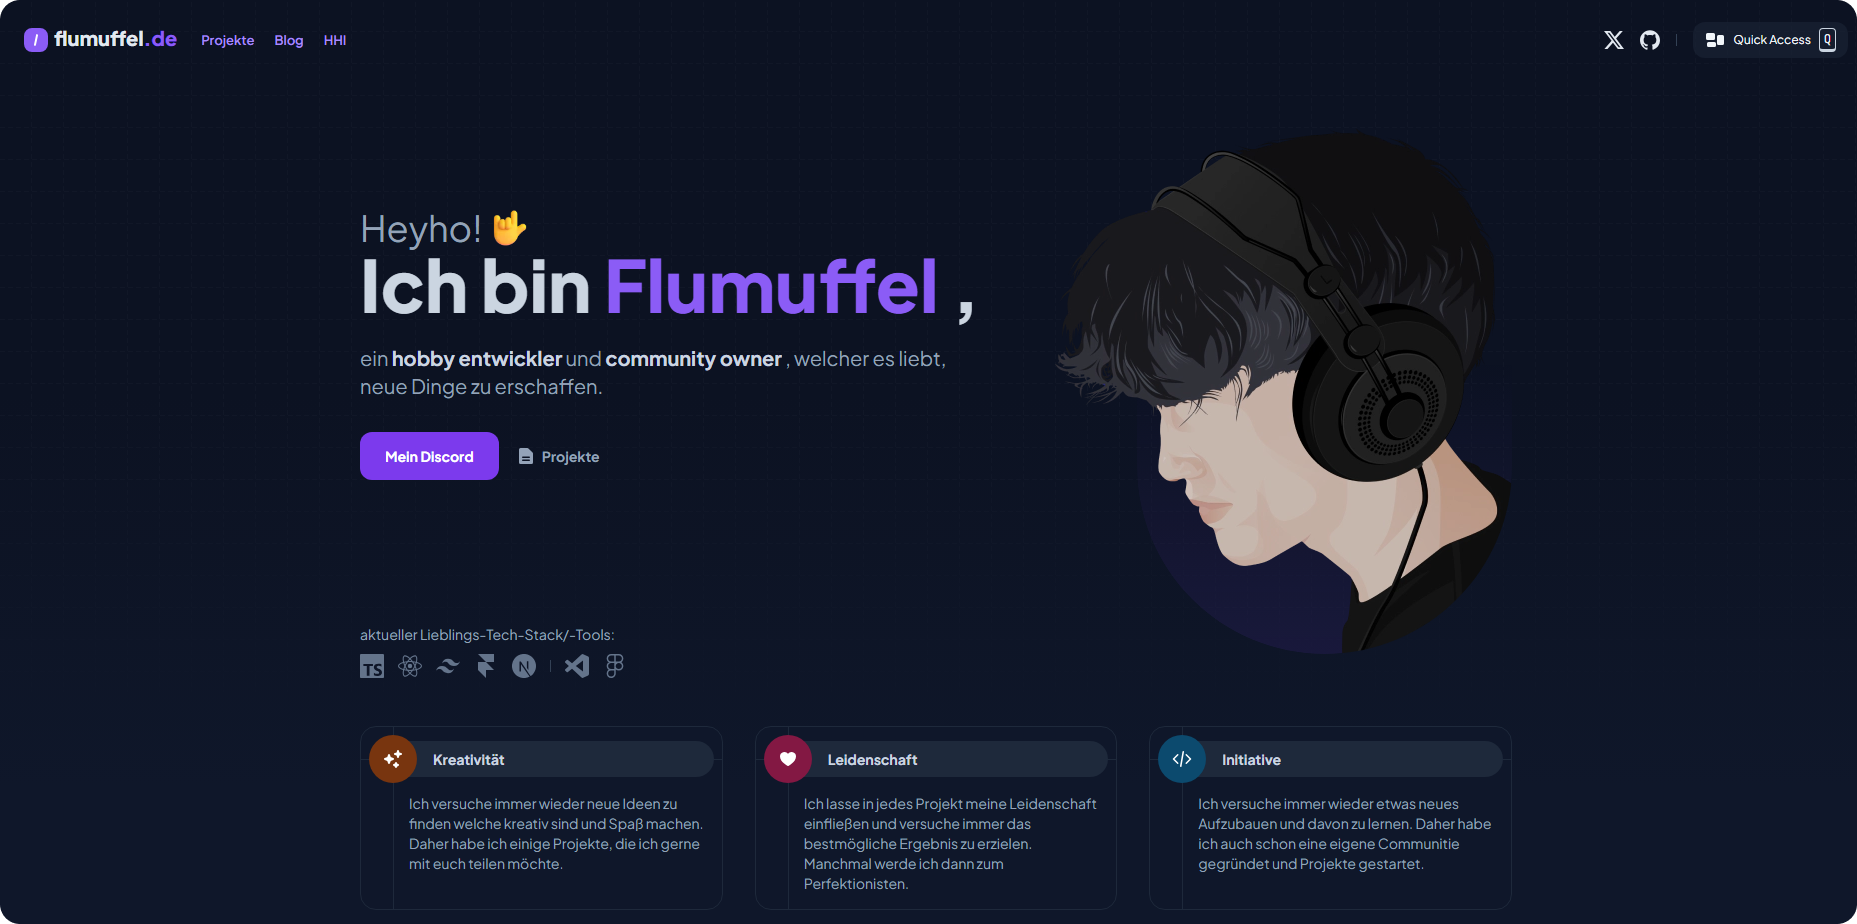 / flumuffel.de Projekte Blog HHI Quick Access Q
Heyho!
Ich bin Flumuffel ,
ein hobby entwickler und community owner , welcher es liebt,
neue Dinge zu erschaffen.
Mein Discord Projekte
aktueller Lieblings-Tech-Stack/-Tools:
TS N
Kreativität
Ich versuche immer wieder neue Ideen zu
finden welche kreativ sind und Spaß machen.
Daher habe ich einige Projekte, die ich gerne
mit euch teilen möchte.
Leidenschaft
Ich lasse in jedes Projekt meine Leidenschaft
einfließen und versuche immer das
bestmögliche Ergebnis zu erzielen.
Manchmal werde ich dann zum
Perfektionisten.
Initiative
Ich versuche immer wieder etwas neues
Aufzubauen und davon zu lernen. Daher habe
ich auch schon eine eigene Communitie
gegründet und Projekte gestartet.